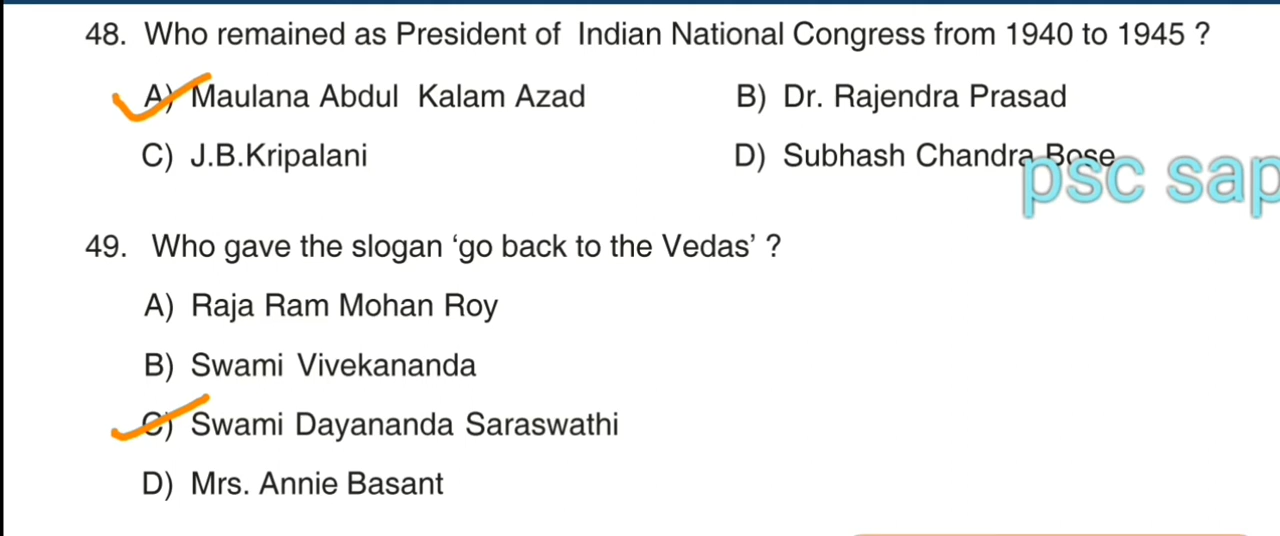 48. Who remained as President of Indian National Congress from 1940 to 1945 ?
A) Maulana Abdul Kalam Azad B) Dr. Rajendra Prasad
C) J.B.Kripalani D) Subhash Chandra Bose
psc sap
49. Who gave the slogan ‘go back to the Vedas’ ?
A) Raja Ram Mohan Roy
B) Swami Vivekananda
C) Swami Dayananda Saraswathi
D) Mrs. Annie Basant